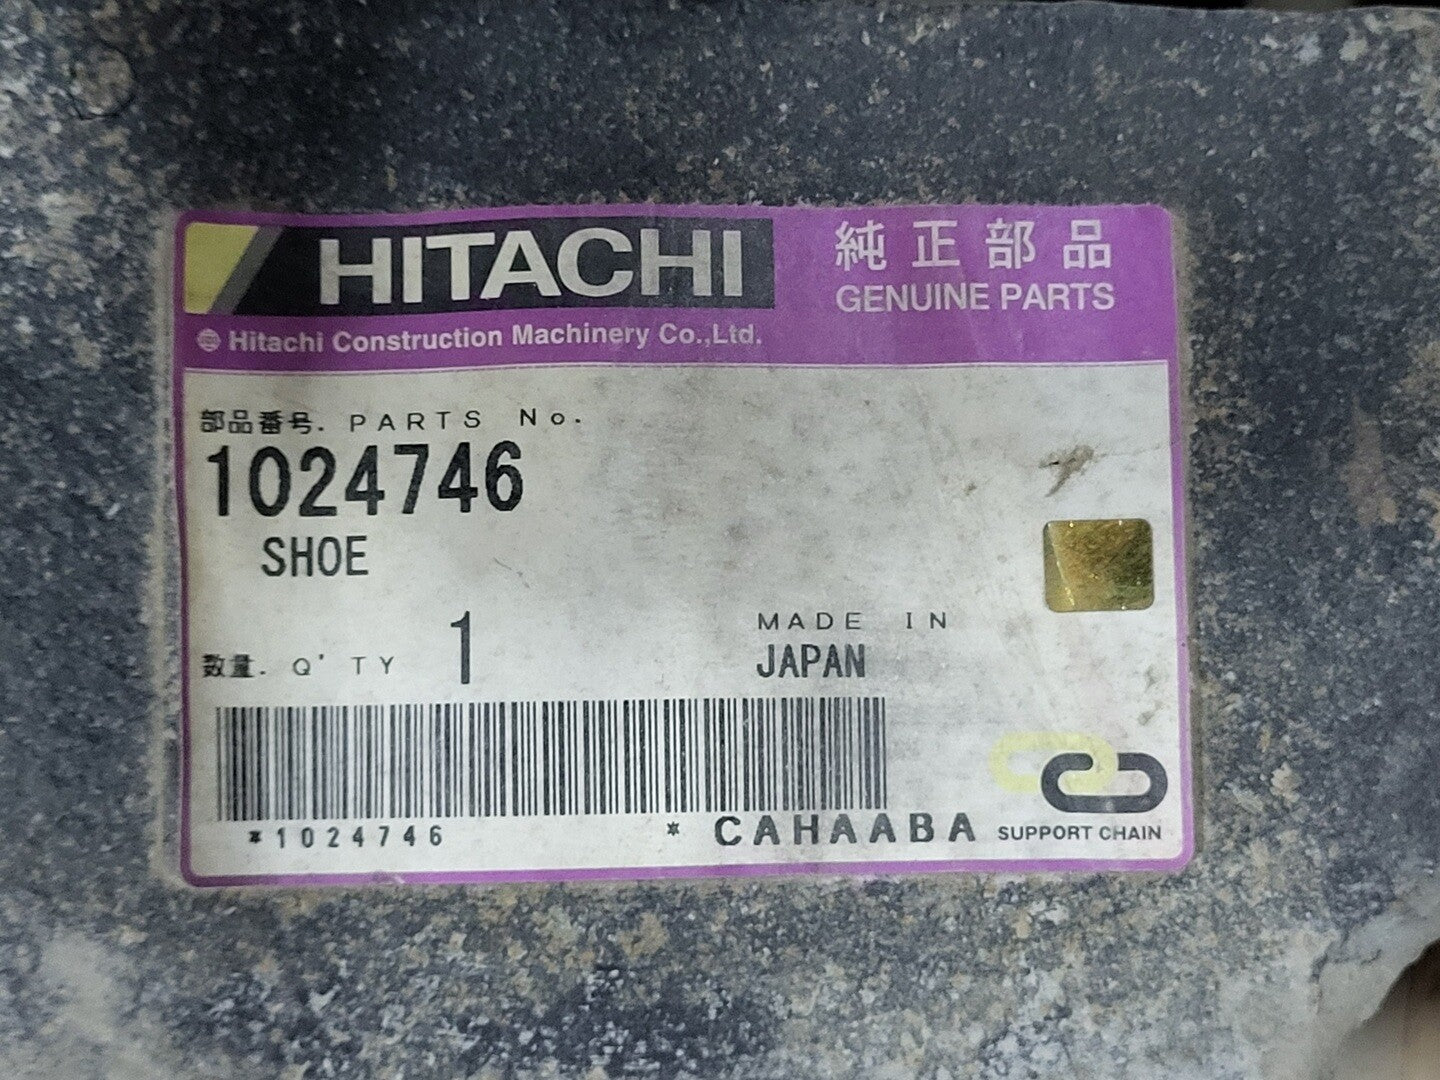 HITACHI
Hitachi Construction Machinery Co.,Ltd.
純正部品
GENUINE PARTS
部品番号. PARTS No.
1024746
SHOE
数量. Q'TY 1
MADE IN
JAPAN
*1024746 * CAHAABA
SUPPORT CHAIN